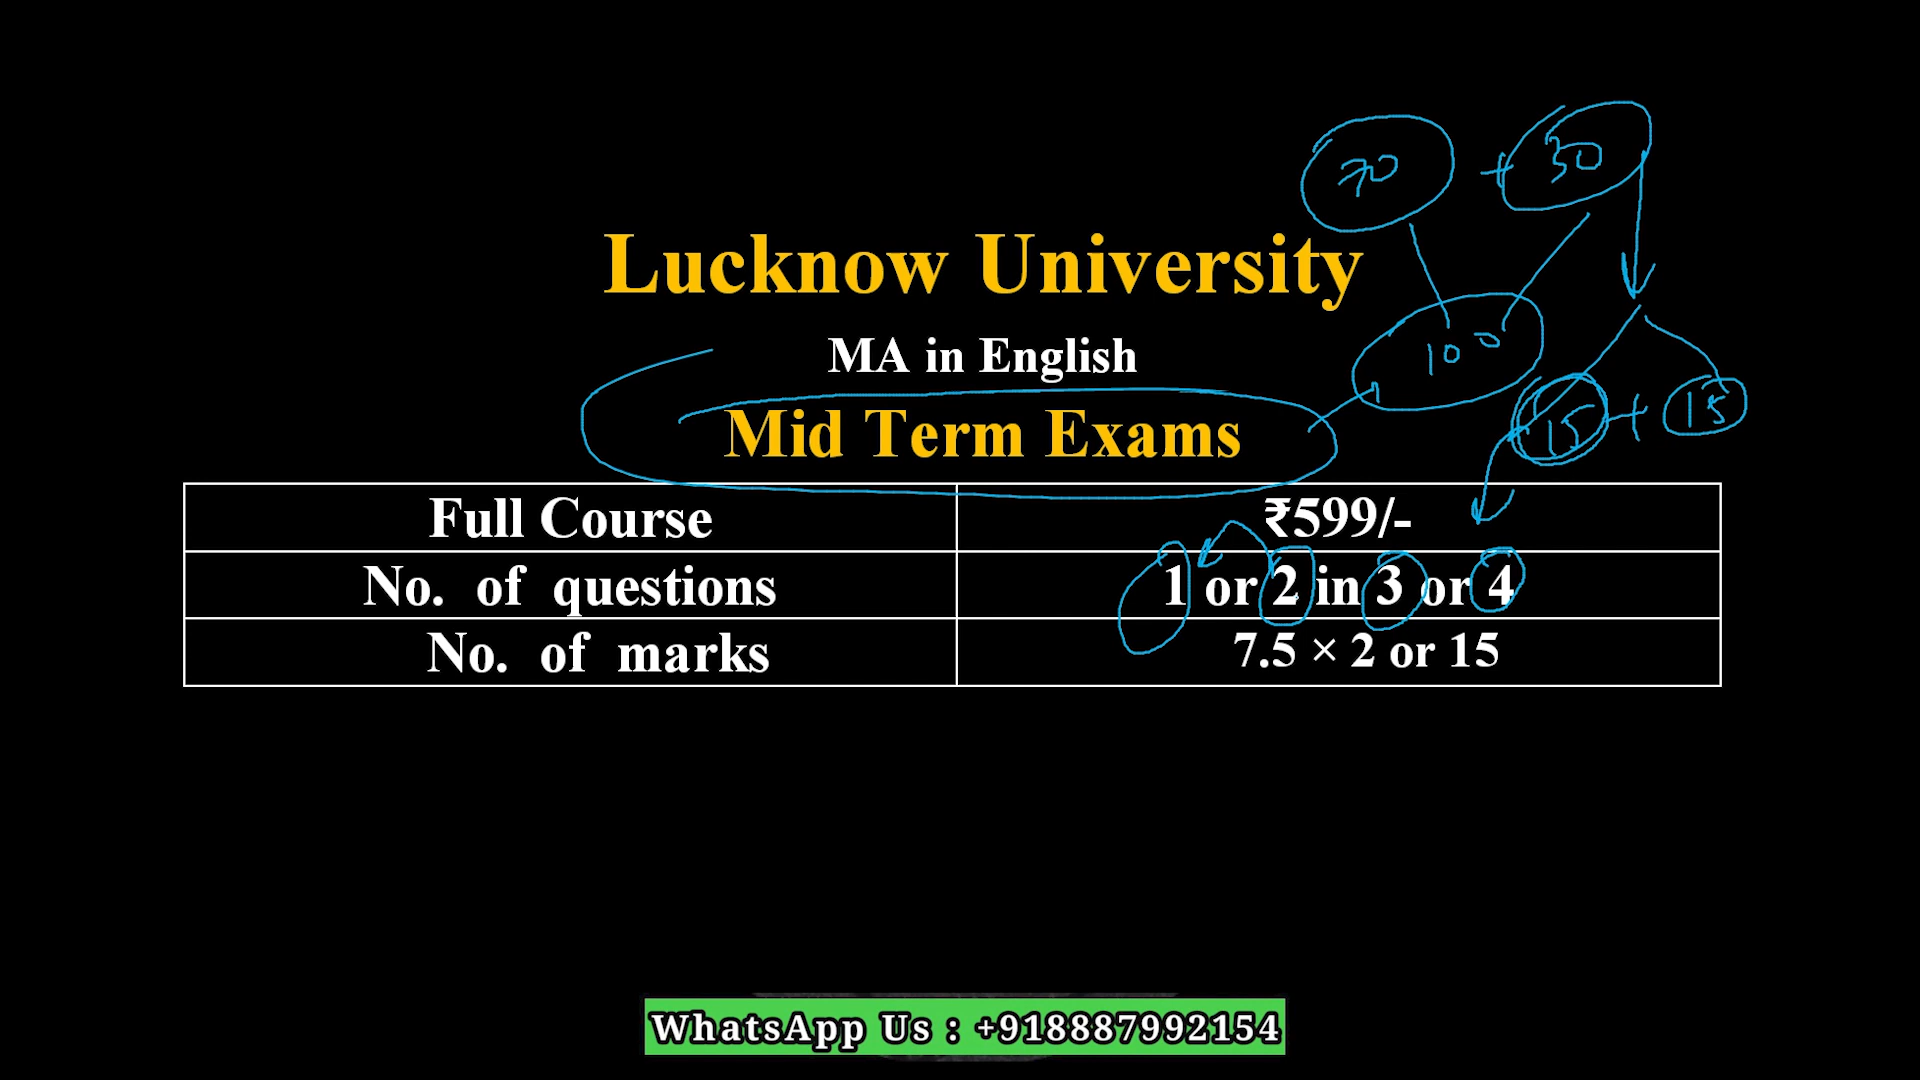 70 + 30
Lucknow University
100
MA in English
15 + 15
Mid Term Exams
Full Course ₹599/-
No. of questions 1 or 2 in 3 or 4
No. of marks 7.5 × 2 or 15
WhatsApp Us : +918887992154